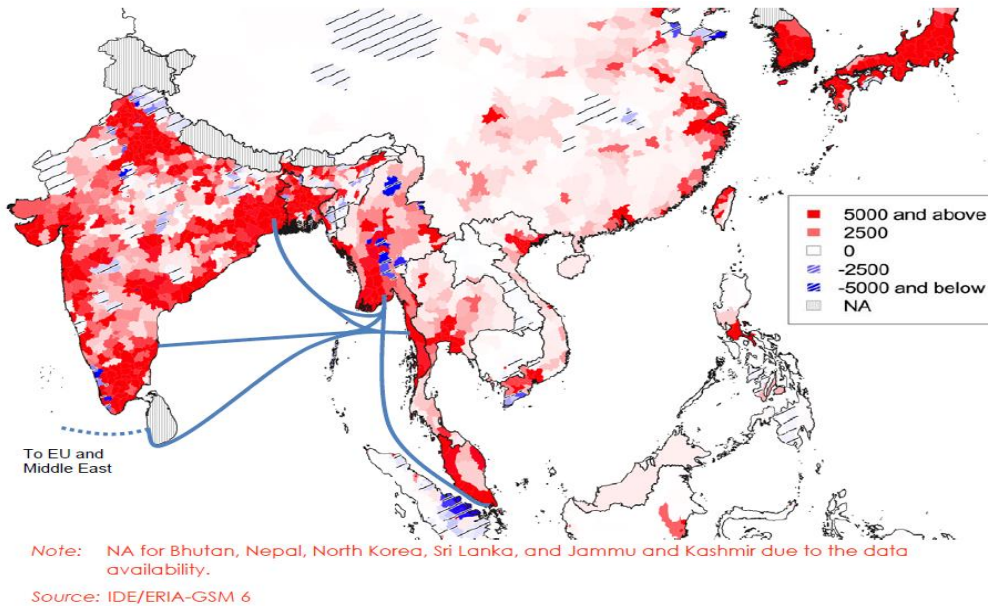 5000 and above
2500
0
-2500
-5000 and below
NA
To EU and
Middle East
Note: NA for Bhutan, Nepal, North Korea, Sri Lanka, and Jammu and Kashmir due to the data
availability.
Source: IDE/ERIA-GSM 6